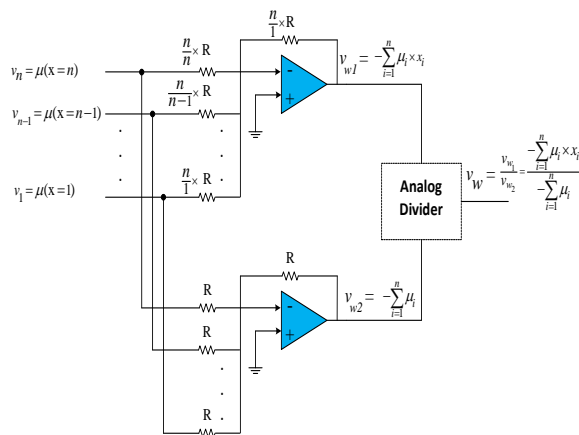 n/1 × R
n/n × R
v_w1 = −∑_{i=1}^{n} μ_i × x_i
v_n = μ(x=n)
-
+
n/n-1 × R
v_n-1 = μ(x=n-1)
n/1 × R
v_1 = μ(x=1)
Analog
Divider
v_w = v_w1/v_w2 = −∑_{i=1}^{n} μ_i × x_i / −∑_{i=1}^{n} μ_i
R
R
v_w2 = −∑_{i=1}^{n} μ_i
-
+
R
R